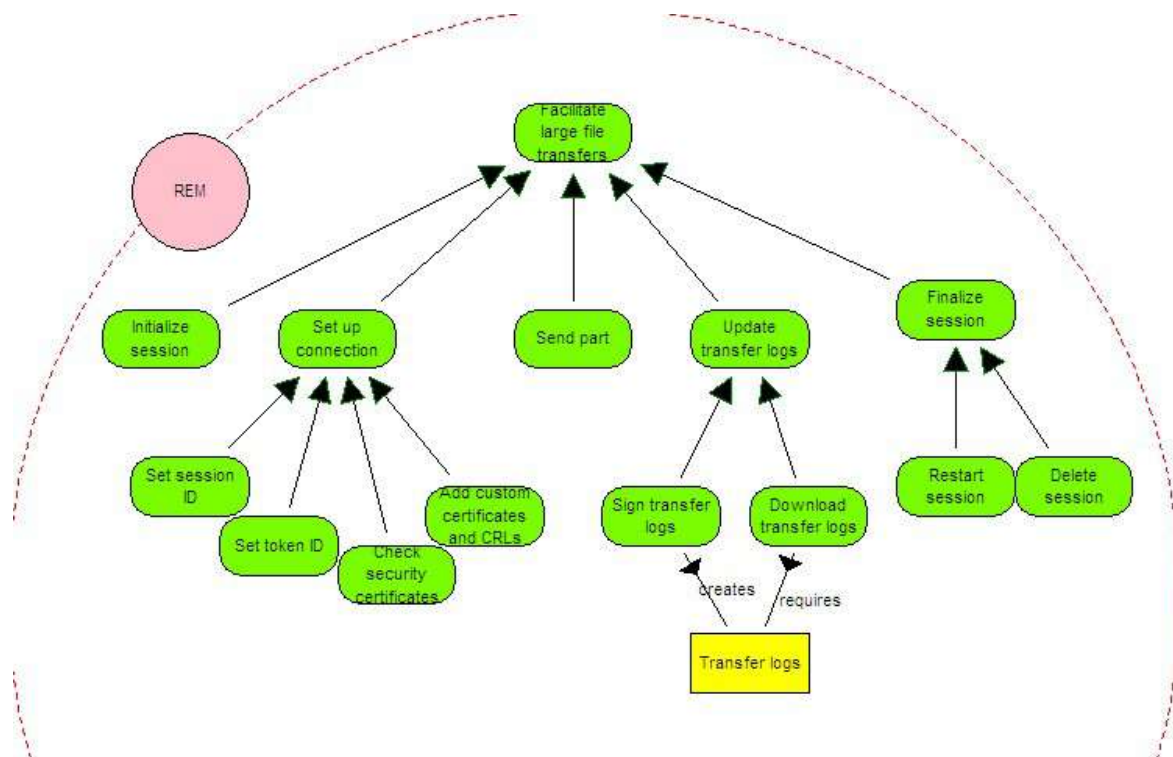 Facilitate
large file
transfers
REM
Initialize
session
Set up
connection
Send part
Update
transfer logs
Finalize
session
Set session
ID
Set token ID
Check
security
certificates
Add custom
certificates
and CRLs
Sign transfer
logs
Download
transfer logs
Restart
session
Delete
session
creates
requires
Transfer logs